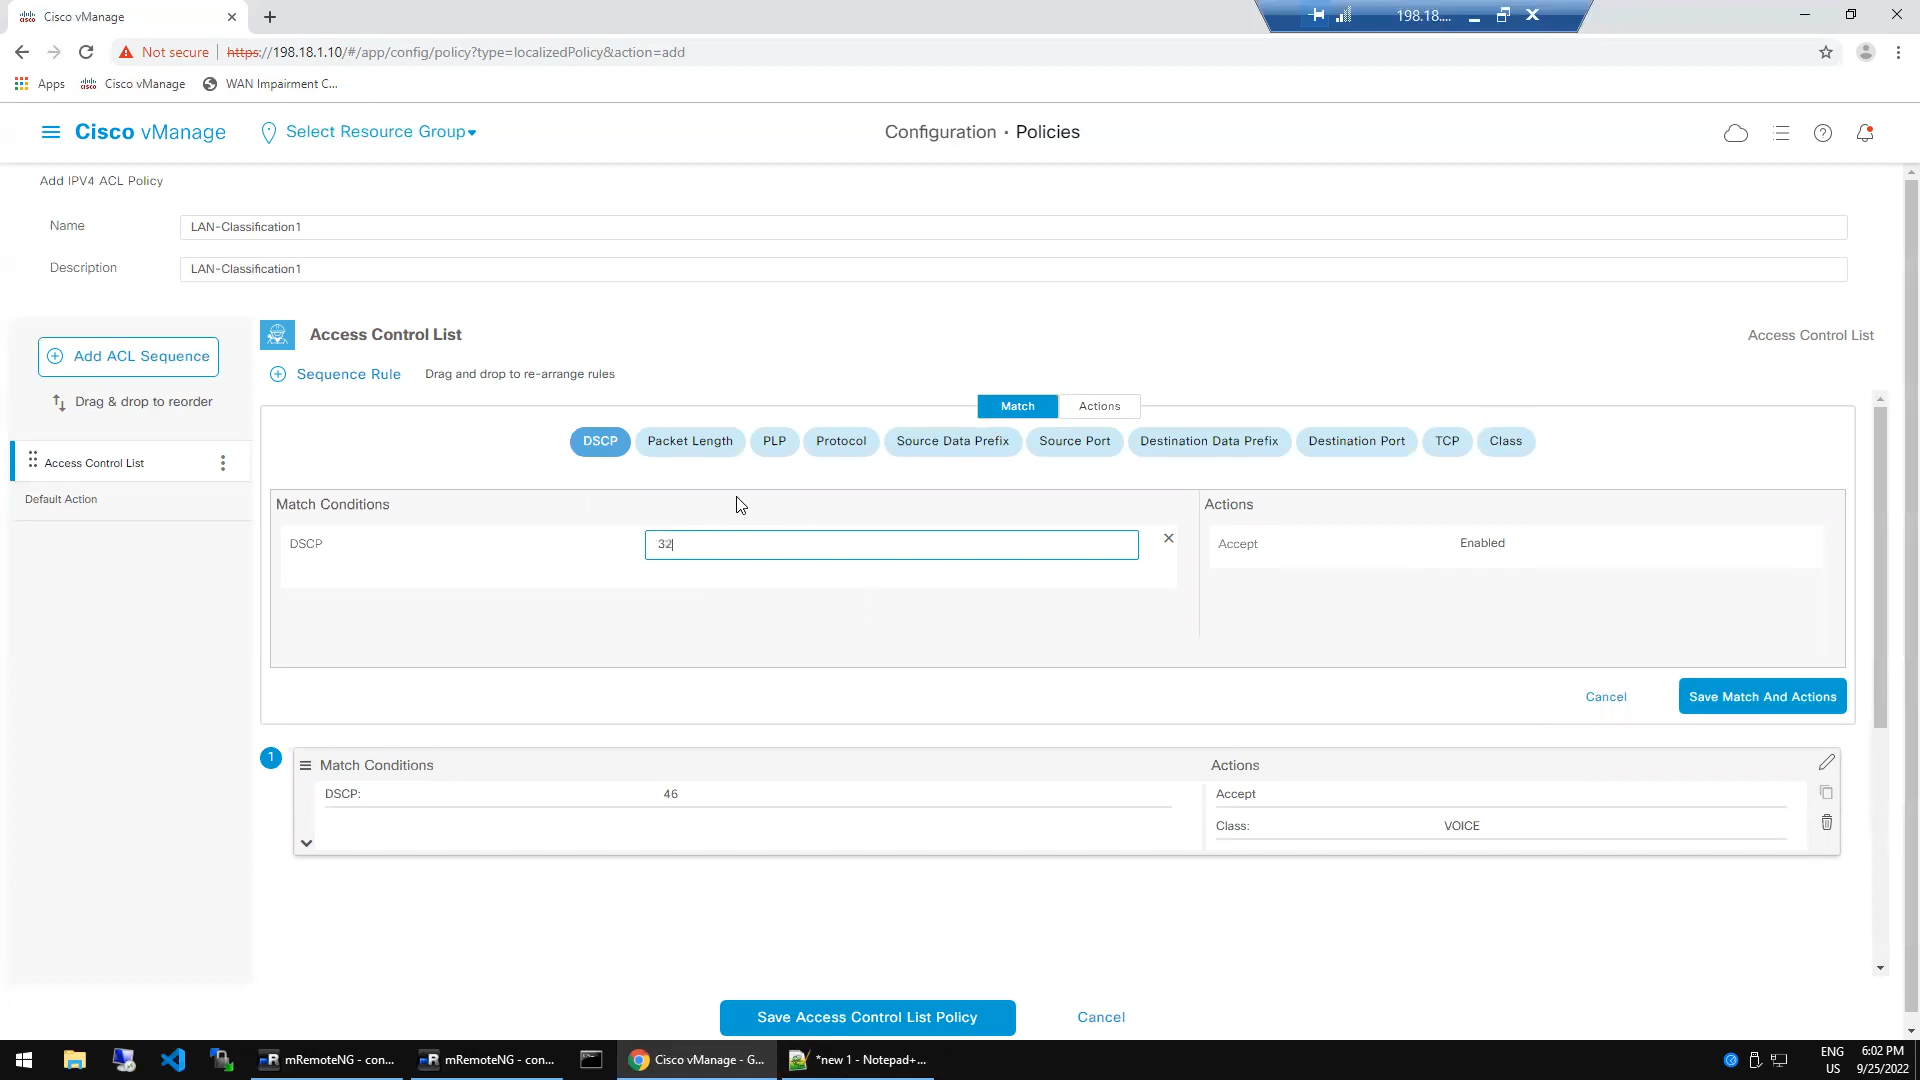 Cisco vManage
198.18....
Not secure
https://198.18.1.10/#/app/config/policy?type=localizedPolicy&action=add
Apps
Cisco vManage
WAN Impairment C...
Cisco vManage
Select Resource Group
Configuration · Policies
Add IPV4 ACL Policy
Name
LAN-Classification1
Description
LAN-Classification1
Add ACL Sequence
Drag & drop to reorder
Access Control List
Default Action
Access Control List
Access Control List
Sequence Rule
Drag and drop to re-arrange rules
Match
Actions
DSCP
Packet Length
PLP
Protocol
Source Data Prefix
Source Port
Destination Data Prefix
Destination Port
TCP
Class
Match Conditions
Actions
DSCP
32
Accept
Enabled
Cancel
Save Match And Actions
1
Match Conditions
Actions
DSCP:
46
Accept
Class:
VOICE
Save Access Control List Policy
Cancel
mRemoteNG - con...
mRemoteNG - con...
Cisco vManage - G...
*new 1 - Notepad+...
ENG
US
6:02 PM
9/25/2022